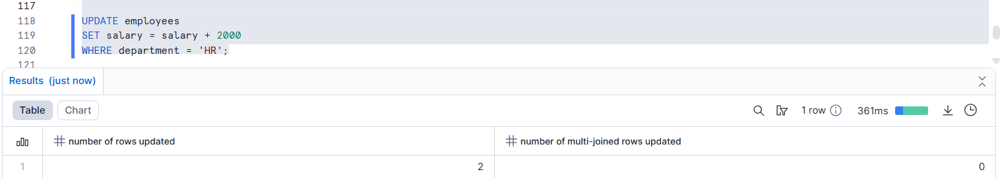 117
118 UPDATE employees
119 SET salary = salary + 2000
120 WHERE department = 'HR';
121
Results (just now)
Table Chart 1 row 361ms
number of rows updated number of multi-joined rows updated
1 2 0